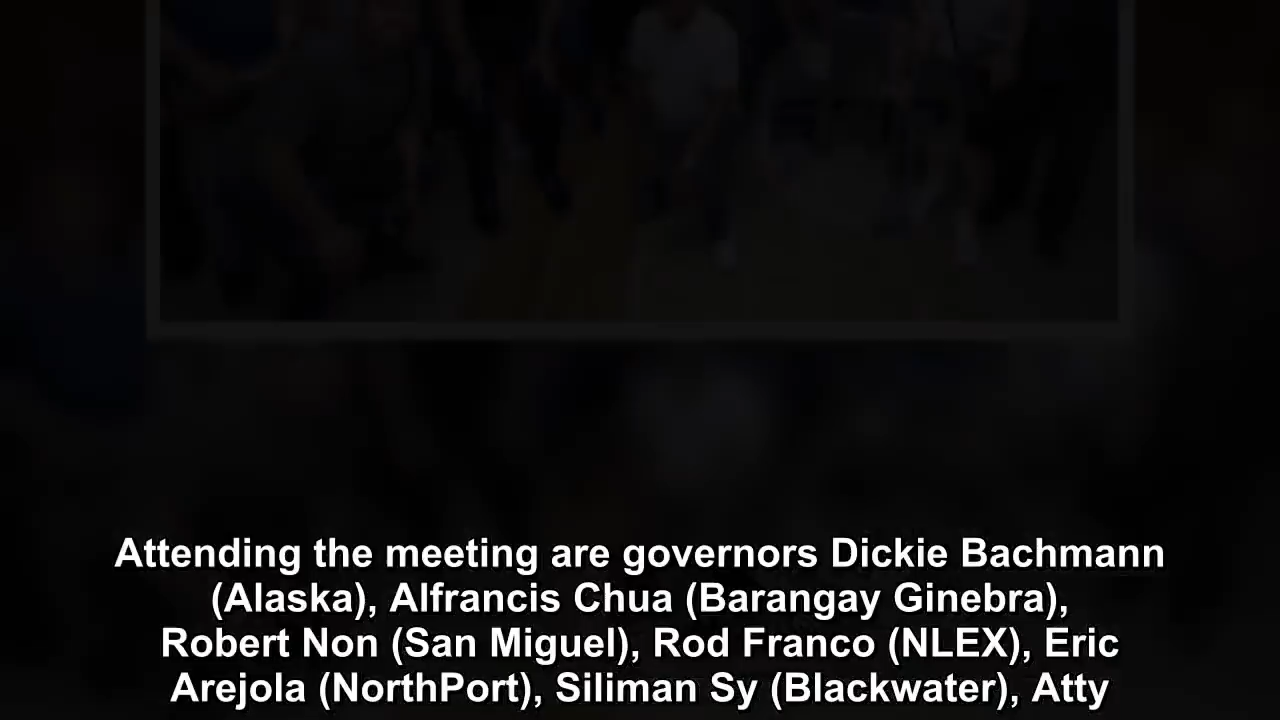 Attending the meeting are governors Dickie Bachmann
(Alaska), Alfrancis Chua (Barangay Ginebra),
Robert Non (San Miguel), Rod Franco (NLEX), Eric
Arejola (NorthPort), Siliman Sy (Blackwater), Atty